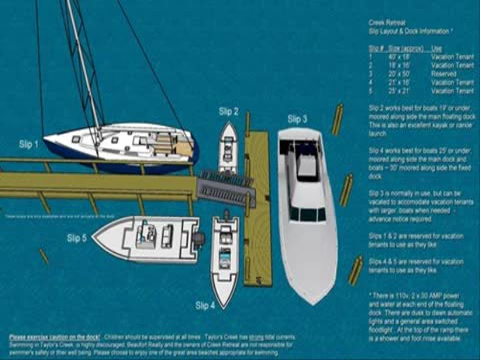 Creek Retreat
Slip Layout & Dock Information *
Slip # Size (approx) Use
1 40' x 18' Vacation Tenant
2 18' x 16' Vacation Tenant
3 20' x 50' Reserved
4 21' x 16' Vacation Tenant
5 25' x 21' Vacation Tenant
Slip 2 works best for boats 19' or under,
moored along side the main floating dock.
This is also an excellent kayak or canoe
launch.
Slip 4 works best for boats 25' or under,
moored along side the main dock and
boats ~ 30' moored along side the fixed
dock.
Slip 3 is normally in use, but can be
vacated to accomodate vacation tenants
with larger boats when needed -
advance notice required.
Slips 1 & 2 are reserved for vacation
tenants to use as they like.
Slips 4 & 5 are reserved for vacation
tenants to use as they like.
* There is 110v, 2 x 30 AMP power
and water at each end of the floating
dock. There are dusk to dawn automatic
lights and a general area switched
floodlight. At the top of the ramp there
is a shower and foot rinse available.
Slip 1
Slip 2
Slip 3
Slip 5
Slip 4
Please exercise caution on the dock! Children should be supervised at all times. Taylor's Creek has strong tidal currents.
Swimming in Taylor's Creek, is highly discouraged. Beaufort Realty and the owners of Creek Retreat are not responsible for
swimmer's safety or their well being. Please choose to enjoy one of the great area beaches appropriate for swimming.